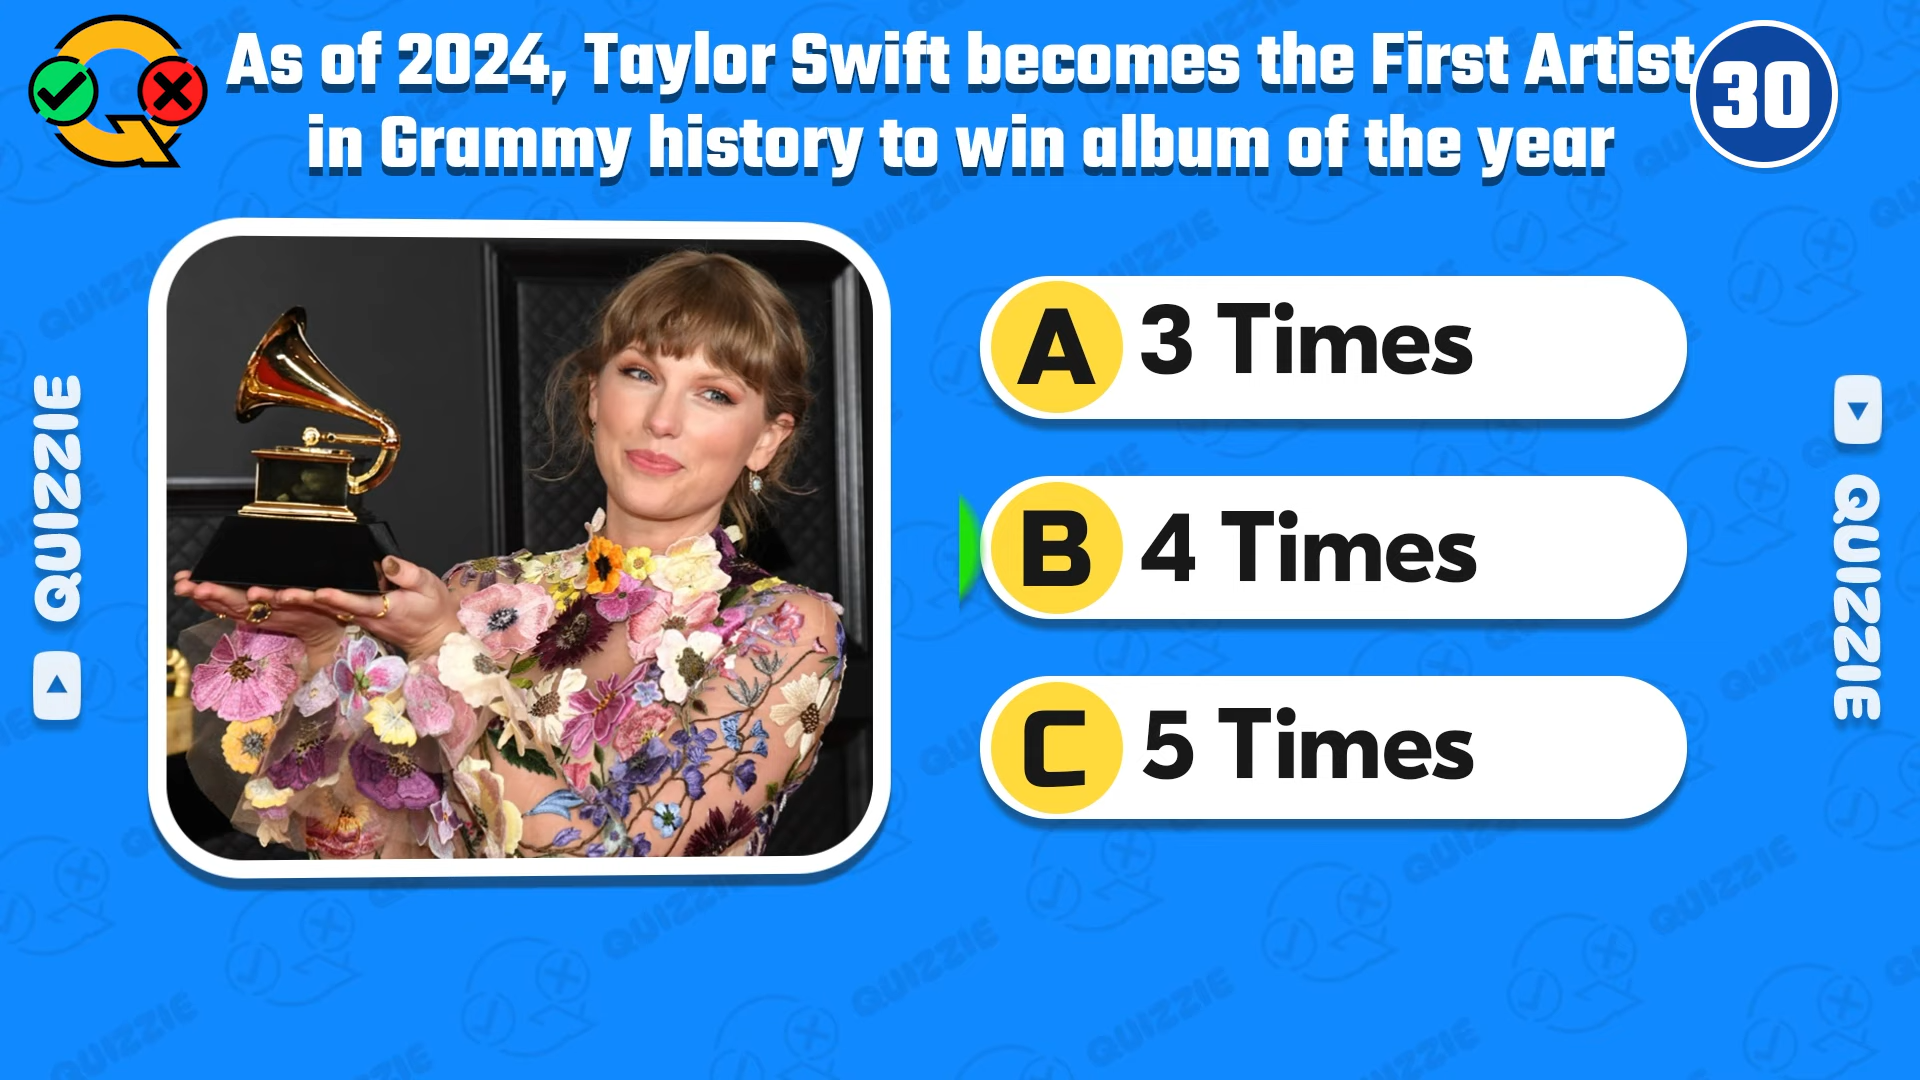 As of 2024, Taylor Swift becomes the First Artist
in Grammy history to win album of the year
30
A 3 Times
B 4 Times
C 5 Times
QUIZZIE
QUIZZIE